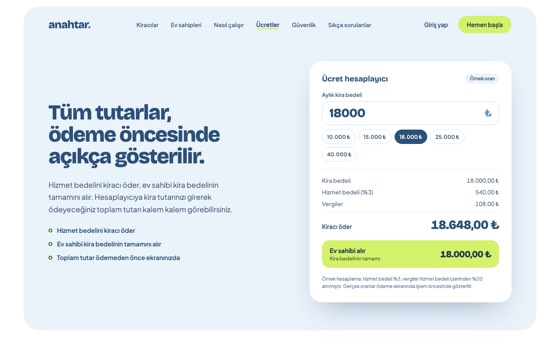 anahtar.
Kiracılar Ev sahipleri Nasıl çalışır Ücretler Güvenlik Sıkça sorulanlar
Giriş yap Hemen başla
Tüm tutarlar,
ödeme öncesinde
açıkça gösterilir.
Hizmet bedelini kiracı öder, ev sahibi kira bedelinin
tamamını alır. Hesaplayıcıya kira tutarınızı girerek
ödeyeceğiniz toplam tutarı kalem kalem görebilirsiniz.
Hizmet bedelini kiracı öder
Ev sahibi kira bedelinin tamamını alır
Toplam tutar ödemeden önce ekranınızda
Ücret hesaplayıcı Örnek oran
Aylık kira bedeli
18000 ₺
10.000 ₺ 15.000 ₺ 18.000 ₺ 25.000 ₺
40.000 ₺
Kira bedeli 18.000,00 ₺
Hizmet bedeli (%3) 540,00 ₺
Vergiler 108,00 ₺
Kiracı öder 18.648,00 ₺
Ev sahibi alır
Kira bedelinin tamamı 18.000,00 ₺
Örnek hesaplama: hizmet bedeli %3, vergiler hizmet bedeli üzerinden %20
alınmıştır. Gerçek oranlar ödeme ekranında işlem öncesinde gösterilir.